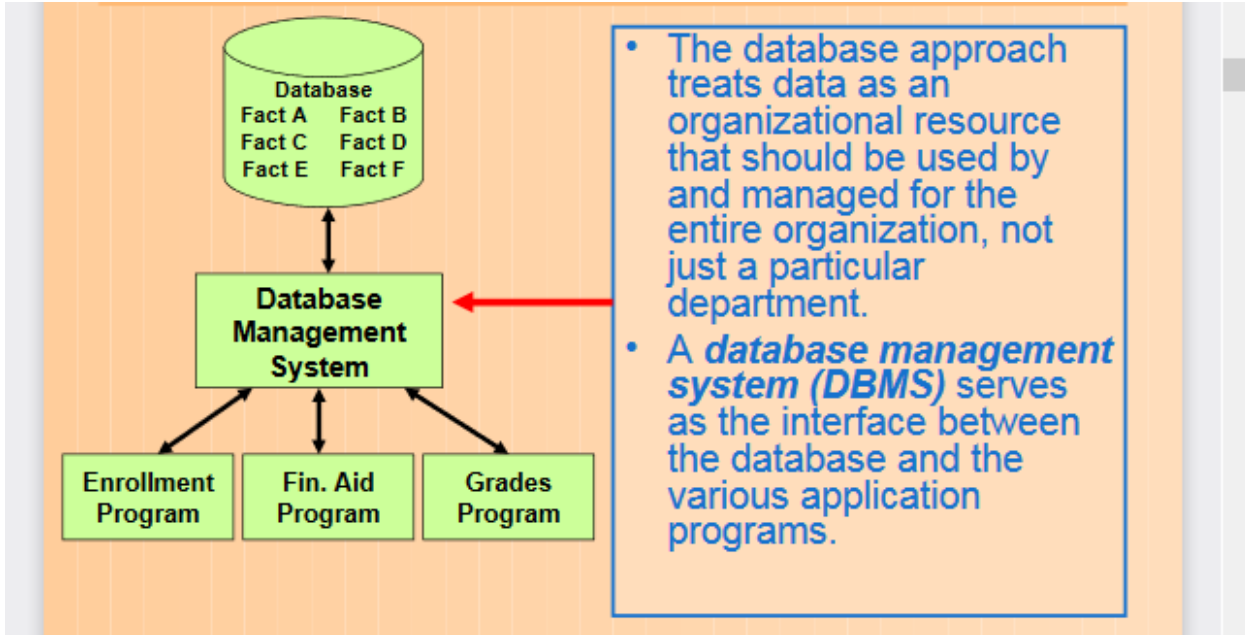 Database
Fact A Fact B
Fact C Fact D
Fact E Fact F
Database
Management
System
Enrollment
Program
Fin. Aid
Program
Grades
Program
• The database approach
treats data as an
organizational resource
that should be used by
and managed for the
entire organization, not
just a particular
department.
• A database management
system (DBMS) serves
as the interface between
the database and the
various application
programs.